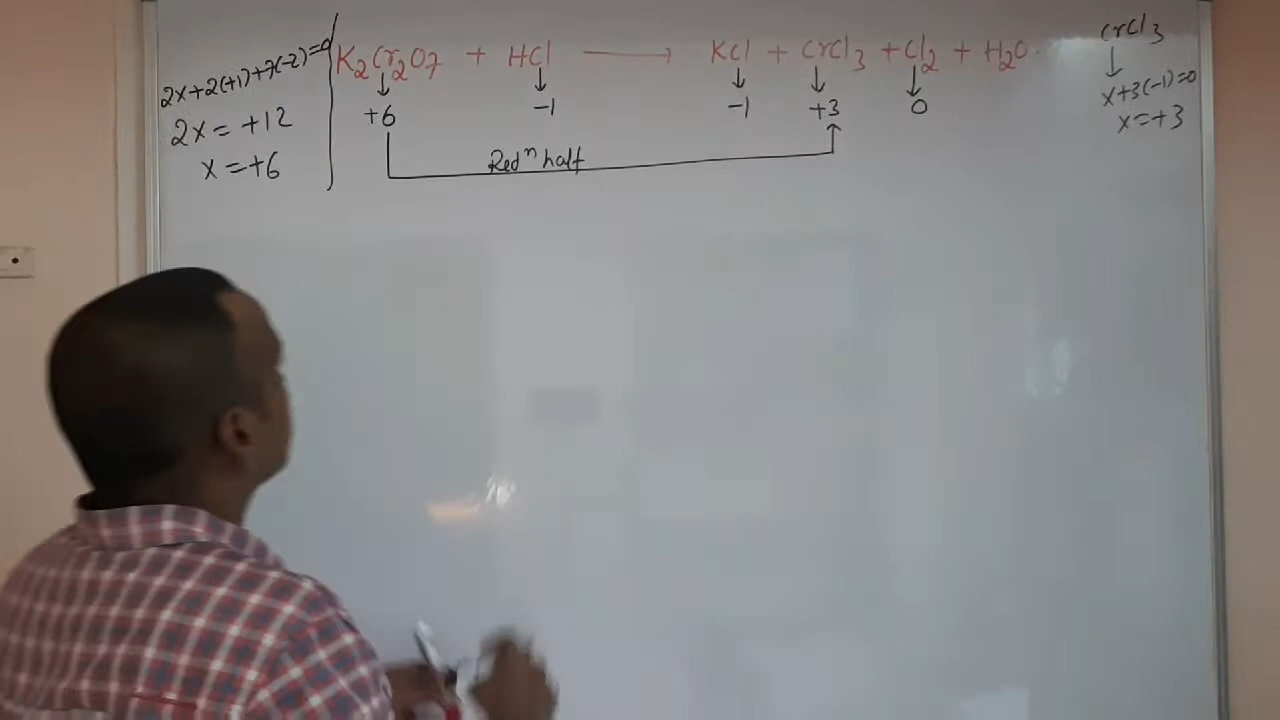 2x+2(+1)+7(-2)=0
2x = +12
x = +6
K₂Cr₂O₇ + HCl ⟶ KCl + CrCl₃ + Cl₂ + H₂O.
↓ ↓ ↓ ↓ ↓
+6 -1 -1 +3 0
Redⁿ half
CrCl₃
↓
x+3(-1)=0
x=+3